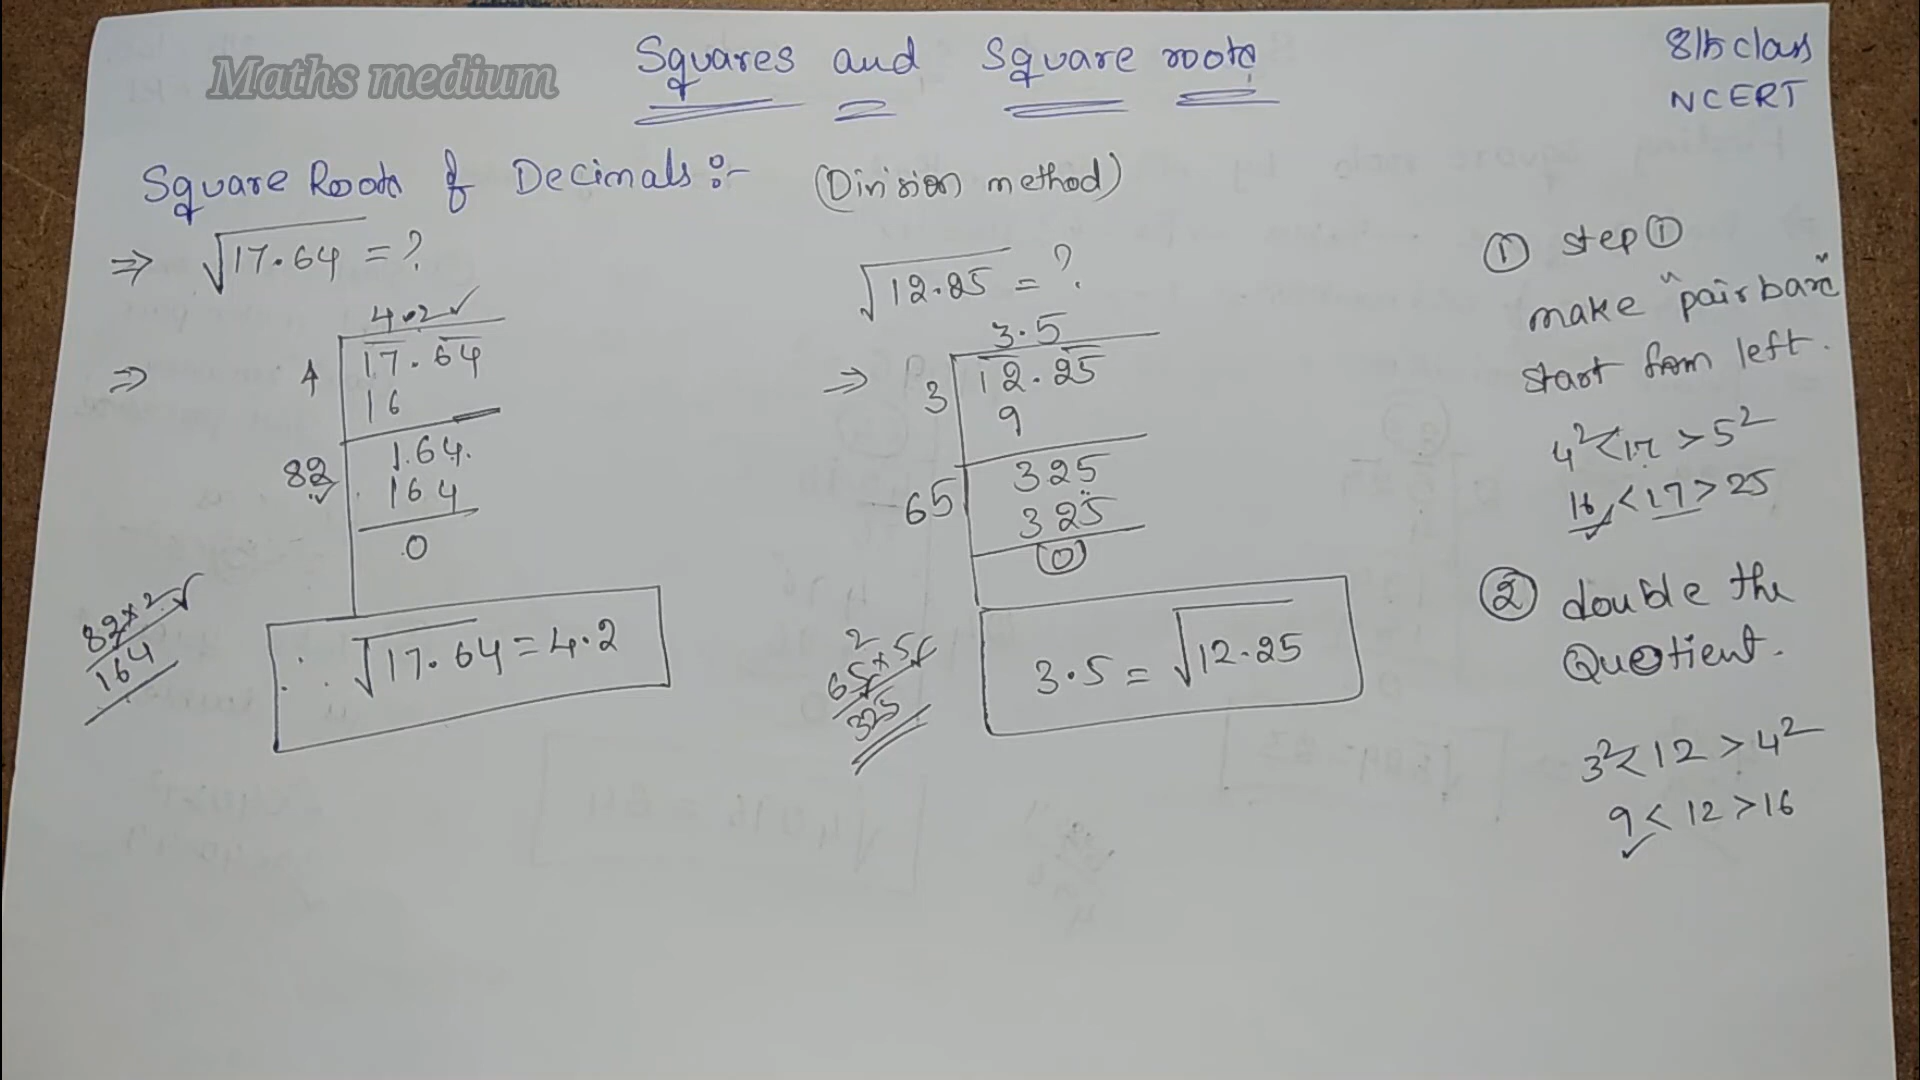 Maths medium
Squares and Square roots
8th class
NCERT
Square Roots of Decimals :- (Division method)
⇒ √17.64 = ?
4.2 ✓
⇒ 4 17.64
16
82 1.64.
164
0
82 × 2 ✓
164
∴ √17.64 = 4.2
√12.25 = ?
3.5
⇒ 3 12.25
9
65 325
325
0
2
65 × 5
325
3.5 = √12.25
① step ①
make "pair bars"
start from left.
4² < 17 > 5²
16 < 17 > 25
② double the
Quotient.
3² < 12 > 4²
9 < 12 > 16